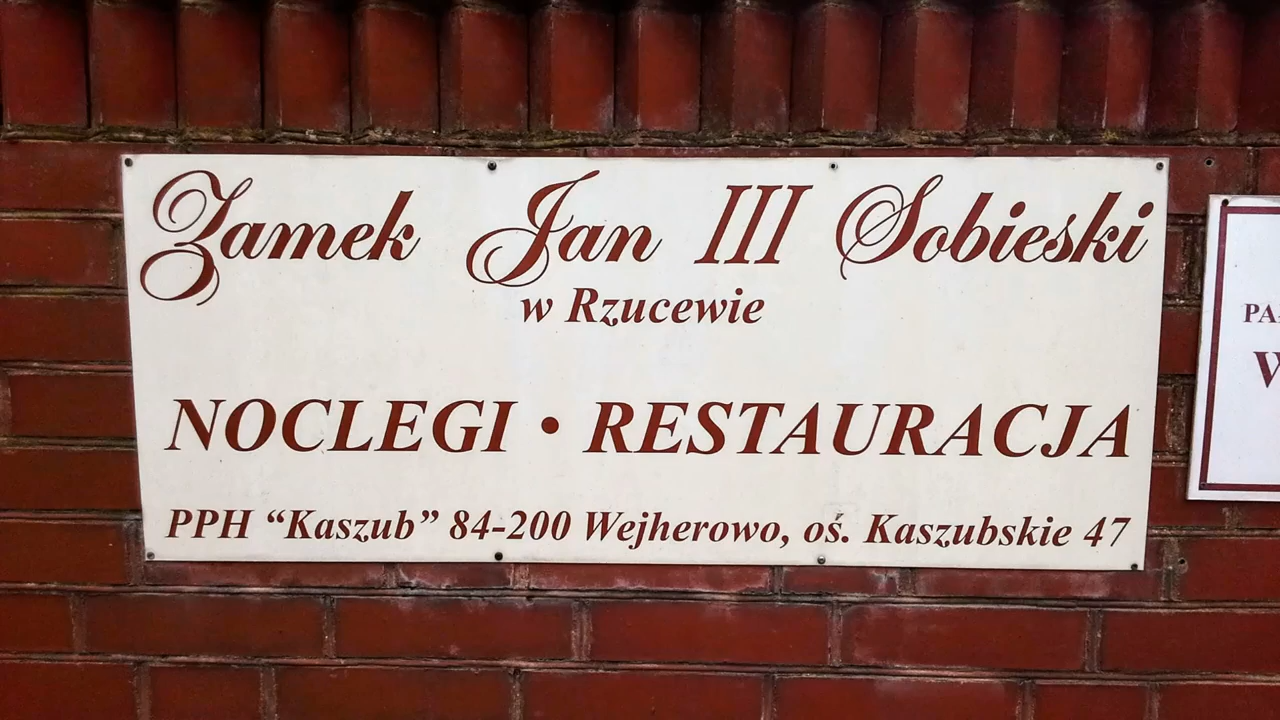 Zamek Jan III Sobieski
w Rzucewie
NOCLEGI • RESTAURACJA
PPH “Kaszub” 84-200 Wejherowo, oś. Kaszubskie 47